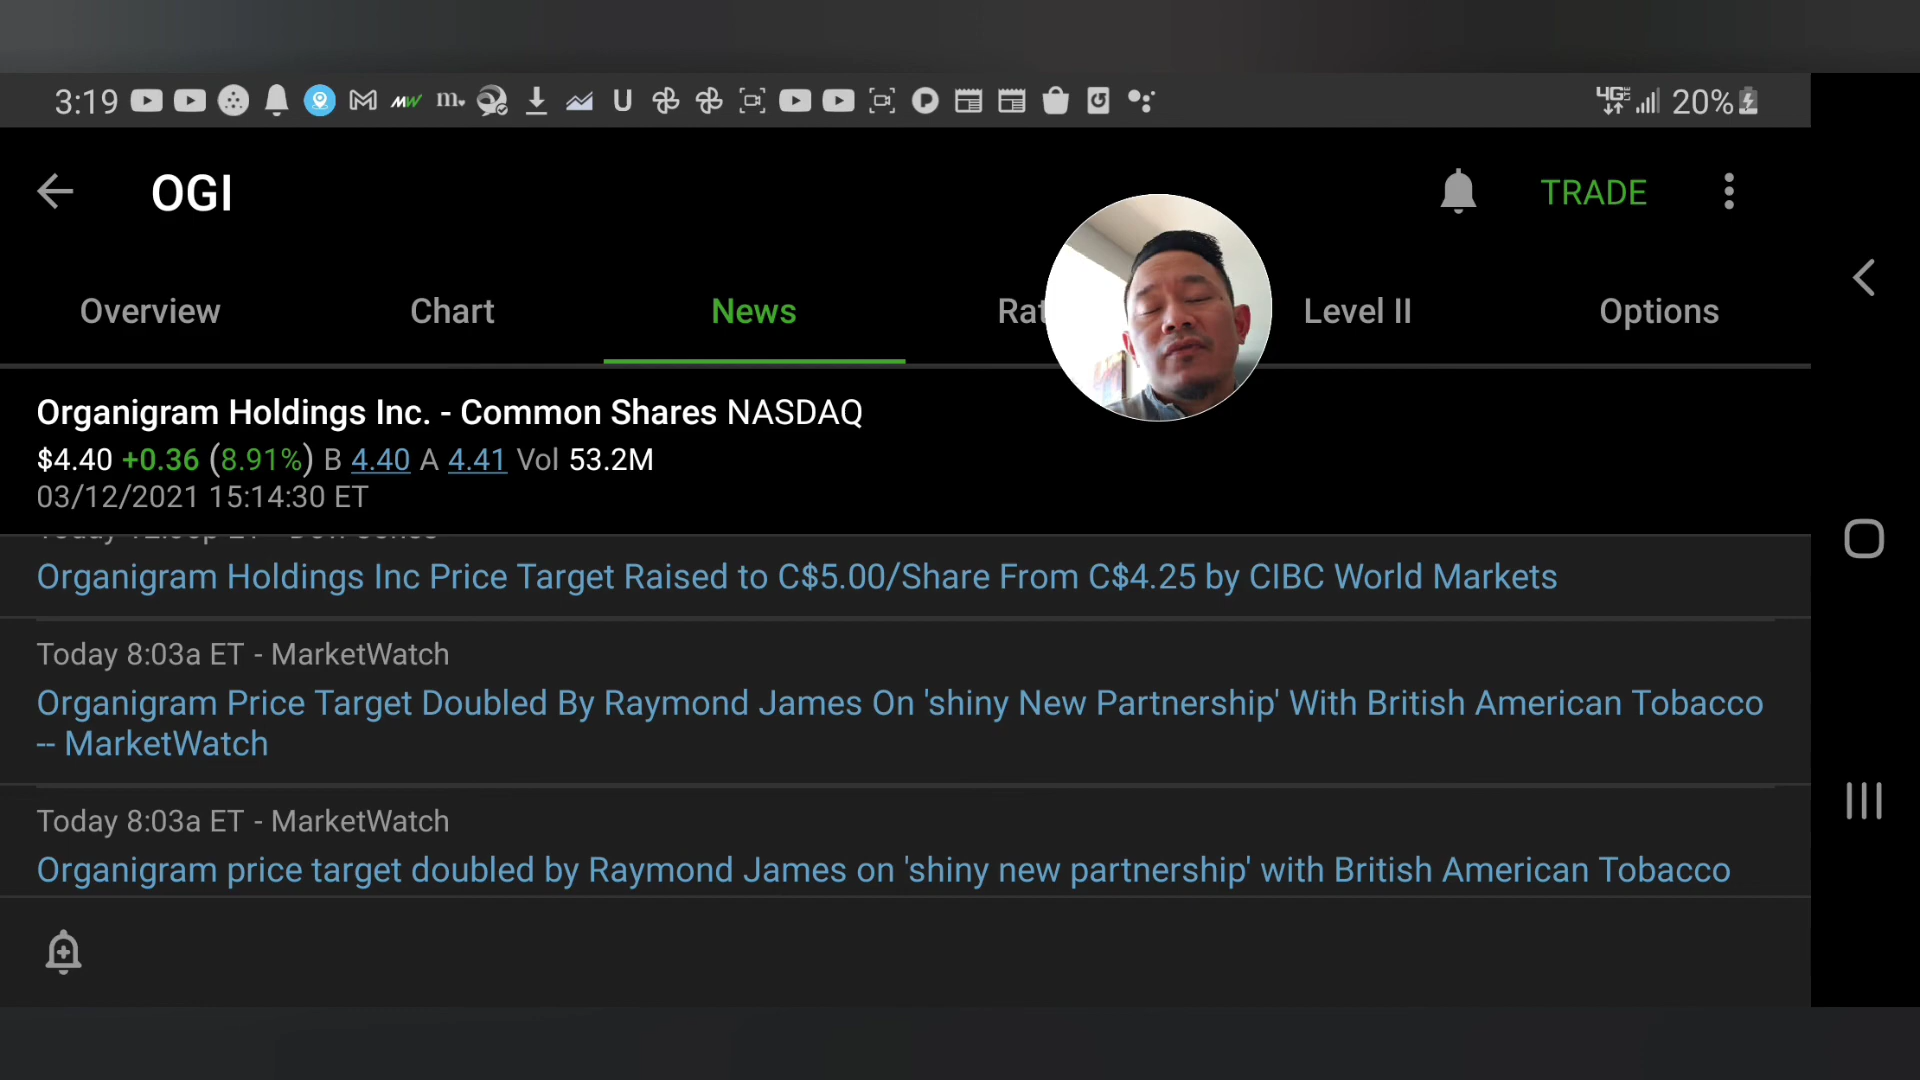 3:19 MW m 4G LTE 20%
OGI TRADE
Overview Chart News Level II Options
Organigram Holdings Inc. - Common Shares NASDAQ
$4.40 +0.36 (8.91%) B 4.40 A 4.41 Vol 53.2M
03/12/2021 15:14:30 ET
Organigram Holdings Inc Price Target Raised to C$5.00/Share From C$4.25 by CIBC World Markets
Today 8:03a ET - MarketWatch
Organigram Price Target Doubled By Raymond James On 'shiny New Partnership' With British American Tobacco
-- MarketWatch
Today 8:03a ET - MarketWatch
Organigram price target doubled by Raymond James on 'shiny new partnership' with British American Tobacco